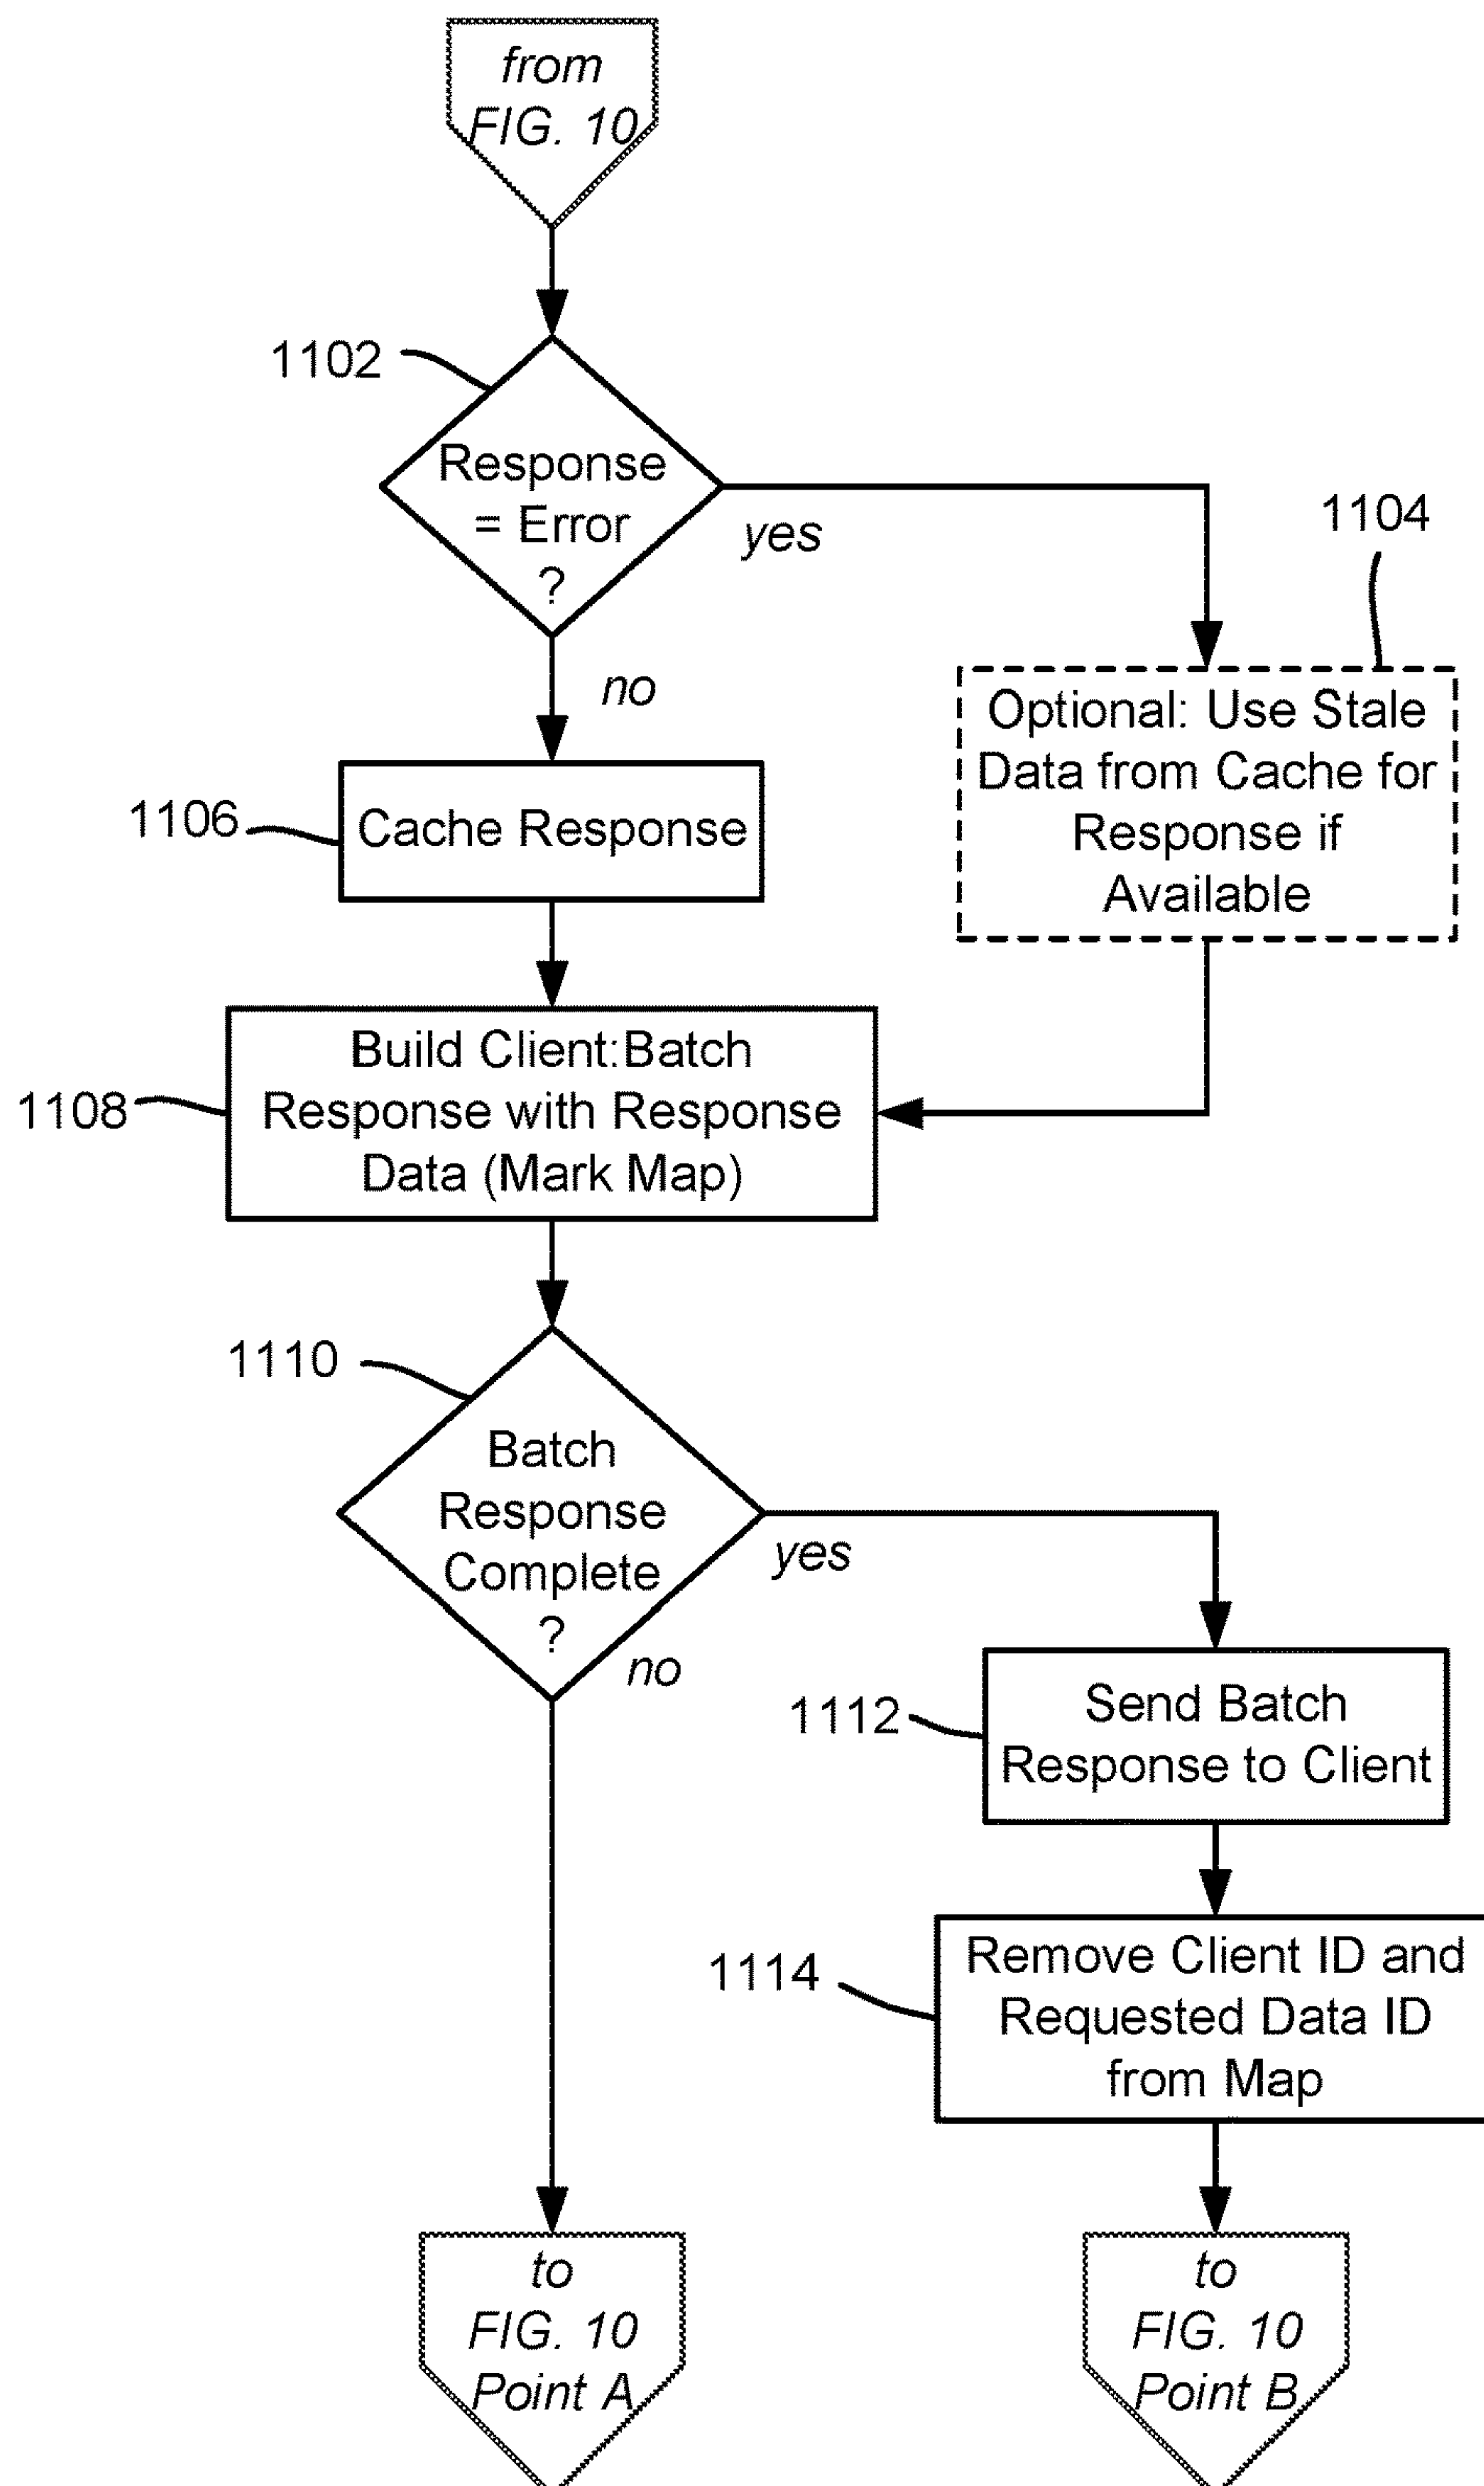 from
FIG. 10
1102
Response
= Error
?
yes
no
1104
Optional: Use Stale
Data from Cache for
Response if
Available
1106
Cache Response
1108
Build Client:Batch
Response with Response
Data (Mark Map)
1110
Batch
Response
Complete
?
yes
no
1112
Send Batch
Response to Client
1114
Remove Client ID and
Requested Data ID
from Map
to
FIG. 10
Point A
to
FIG. 10
Point B